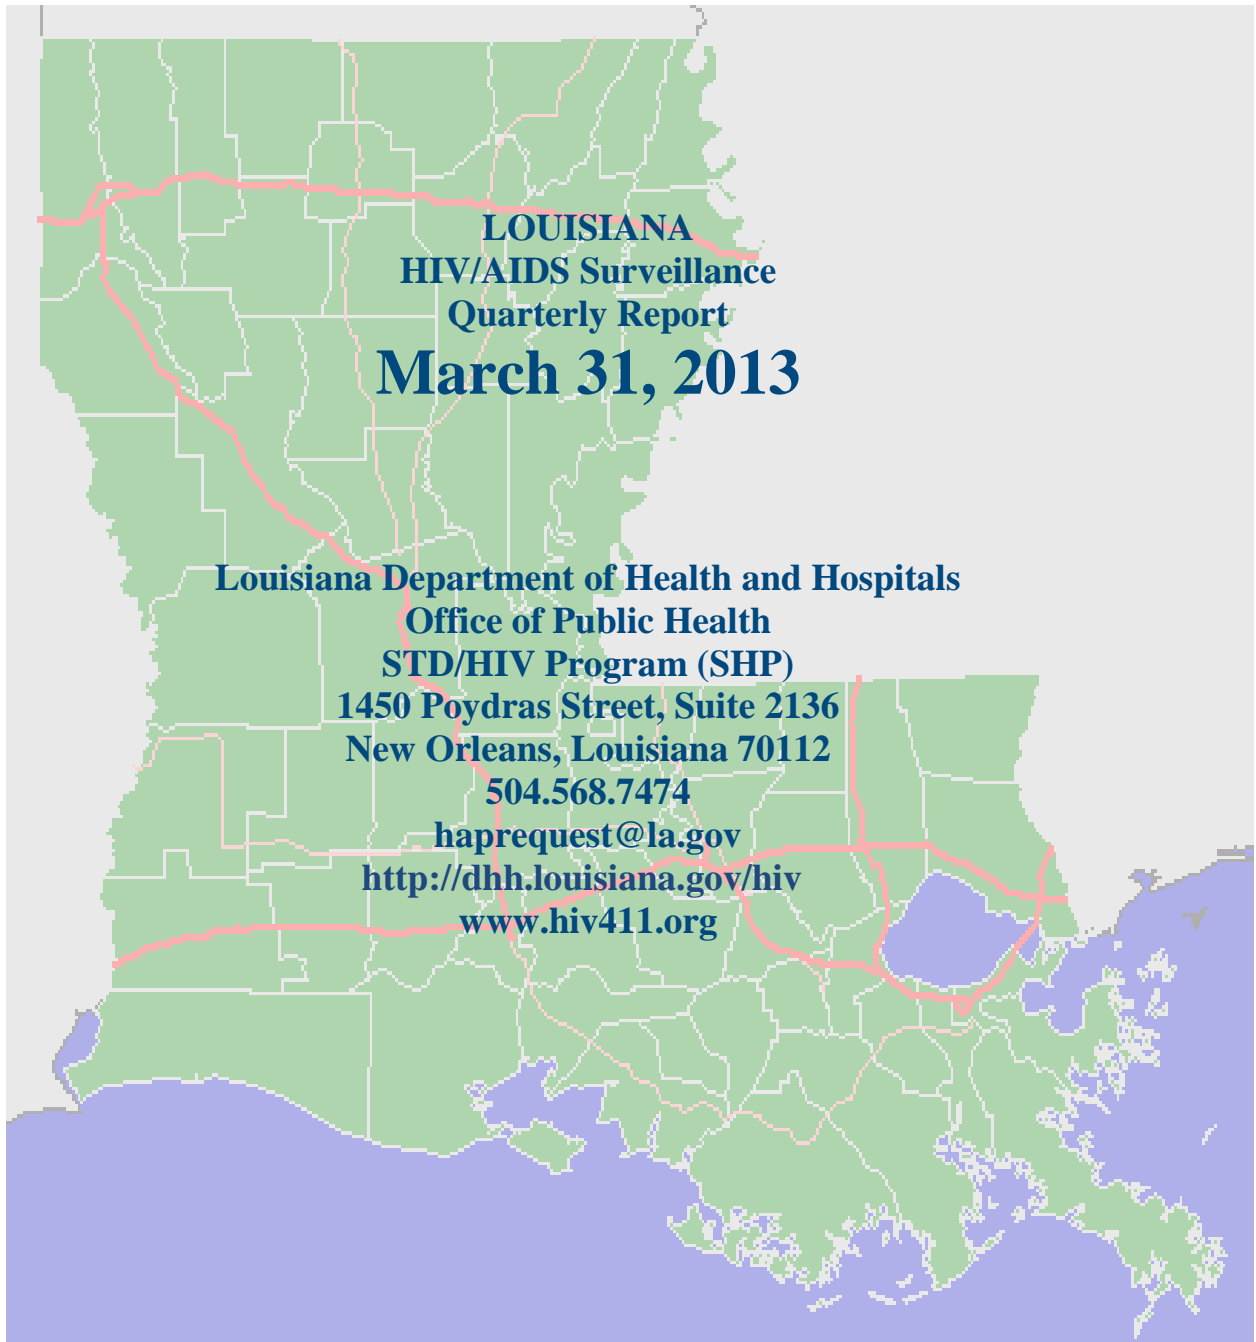 LOUISIANA
HIV/AIDS Surveillance
Quarterly Report
March 31, 2013
Louisiana Department of Health and Hospitals
Office of Public Health
STD/HIV Program (SHP)
1450 Poydras Street, Suite 2136
New Orleans, Louisiana 70112
504.568.7474
haprequest@la.gov
http://dhh.louisiana.gov/hiv
www.hiv411.org